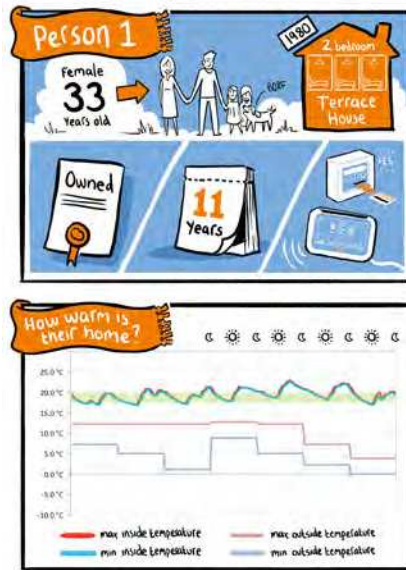 Person 1
Female
33
Years old
BARK
1980
2 bedroom
Terrace
House
Owned
11
Years
How warm is
their home?
25.0 °C
20.0 °C
15.0 °C
10.0 °C
5.0 °C
0.0 °C
-5.0 °C
-10.0 °C
max inside temperature
max outside temperature
min inside temperature
min outside temperature